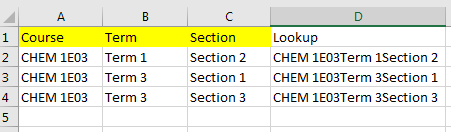 A B C D
1 Course Term Section Lookup
2 CHEM 1E03 Term 1 Section 2 CHEM 1E03Term 1Section 2
3 CHEM 1E03 Term 3 Section 1 CHEM 1E03Term 3Section 1
4 CHEM 1E03 Term 3 Section 3 CHEM 1E03Term 3Section 3
5